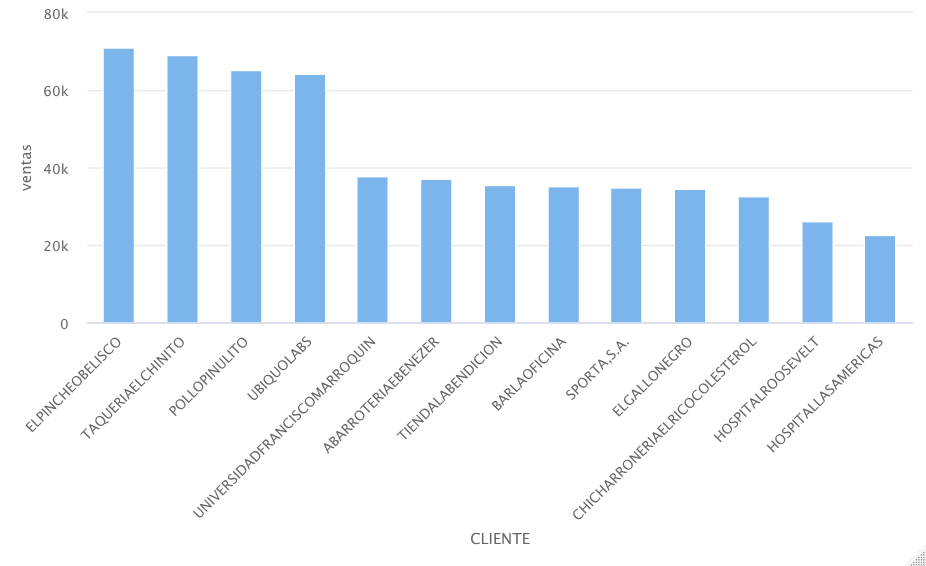 80k
60k
40k
20k
0
ventas
ELPINCHEOBELISCO
TAQUERIAELCHINITO
POLLOPINULITO
UBIQUOLABS
UNIVERSIDADFRANCISCOMARROQUIN
ABARROTERIAEBENEZER
TIENDALABENDICION
BARLAOFICINA
SPORTA,S.A.
ELGALLONEGRO
CHICHARRONERIAELRICOCOLESTEROL
HOSPITALROOSEVELT
HOSPITALLASAMERICAS
CLIENTE